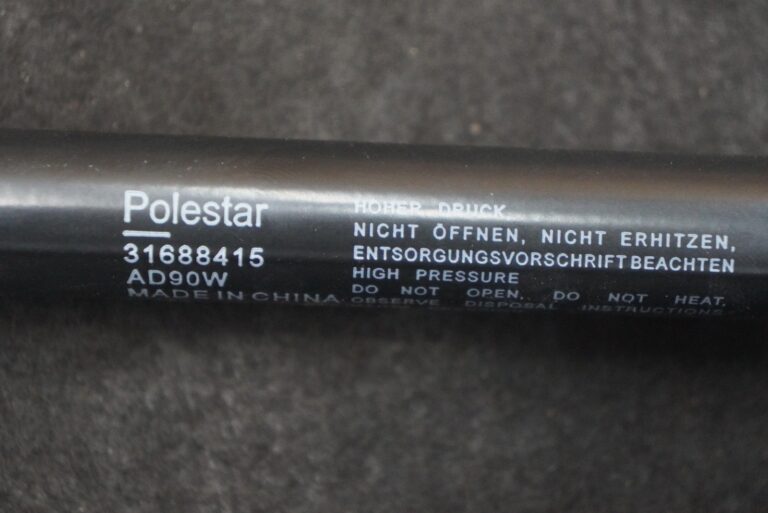 Polestar
31688415
AD90W
MADE IN CHINA
HOHER DRUCK
NICHT ÖFFNEN, NICHT ERHITZEN,
ENTSORGUNGSVORSCHRIFT BEACHTEN
HIGH PRESSURE
DO NOT OPEN, DO NOT HEAT.
OBSERVE DISPOSAL INSTRUCTIONS